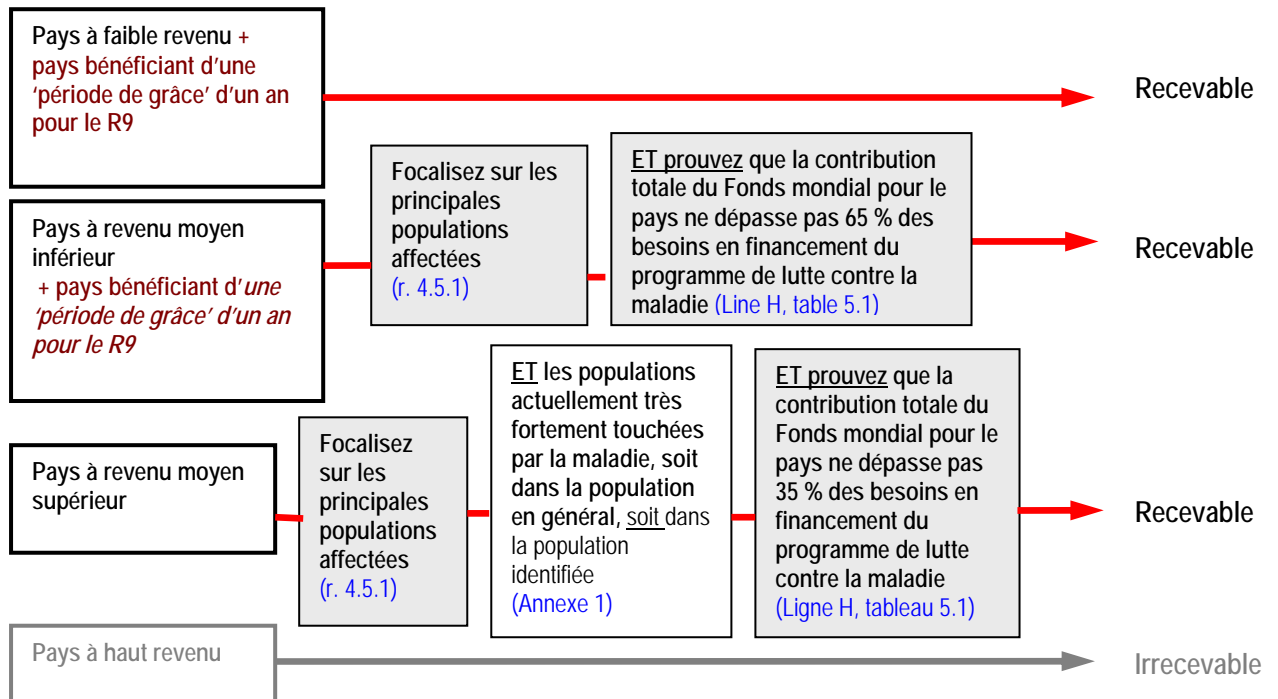 Pays à faible revenu +
pays bénéficiant d'une
'période de grâce' d'un an
pour le R9
Recevable
Pays à revenu moyen
inférieur
+ pays bénéficiant d'une
'période de grâce' d'un an
pour le R9
Focalisez sur les
principales
populations
affectées
(r. 4.5.1)
ET prouvez que la contribution
totale du Fonds mondial pour le
pays ne dépasse pas 65 % des
besoins en financement du
programme de lutte contre la
maladie (Line H, table 5.1)
Recevable
Pays à revenu moyen
supérieur
Focalisez
sur les
principales
populations
affectées
(r. 4.5.1)
ET les populations
actuellement très
fortement touchées
par la maladie, soit
dans la population
en général, soit dans
la population
identifiée
(Annexe 1)
ET prouvez que la
contribution totale du
Fonds mondial pour le
pays ne dépasse pas
35 % des besoins en
financement du
programme de lutte
contre la maladie
(Ligne H, tableau 5.1)
Recevable
Pays à haut revenu
Irrecevable